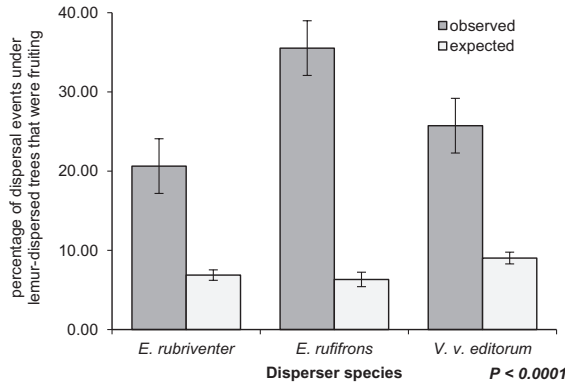 percentage of dispersal events under
lemur-dispersed trees that were fruiting
40.00
30.00
20.00
10.00
0.00
observed
expected
E. rubriventer
E. rufifrons
V. v. editorum
Disperser species
P < 0.0001